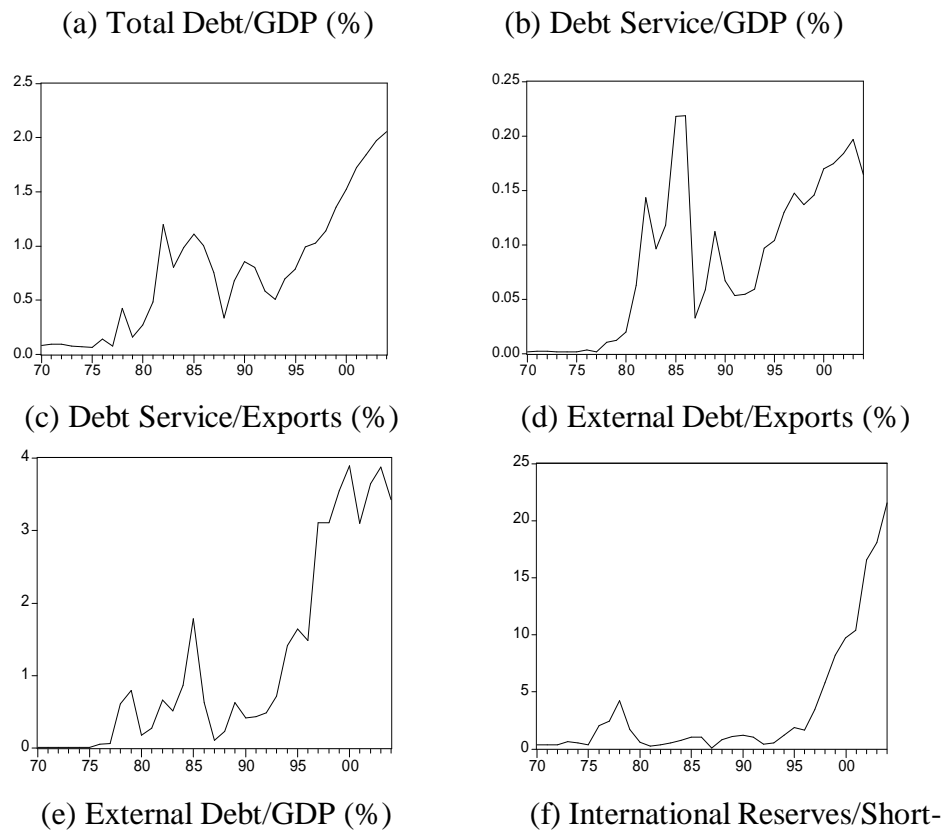 (a) Total Debt/GDP (%)
(b) Debt Service/GDP (%)
2.5
2.0
1.5
1.0
0.5
0.0
70 75 80 85 90 95 00
0.25
0.20
0.15
0.10
0.05
0.00
70 75 80 85 90 95 00
(c) Debt Service/Exports (%)
(d) External Debt/Exports (%)
4
3
2
1
0
70 75 80 85 90 95 00
25
20
15
10
5
0
70 75 80 85 90 95 00
(e) External Debt/GDP (%)
(f) International Reserves/Short-